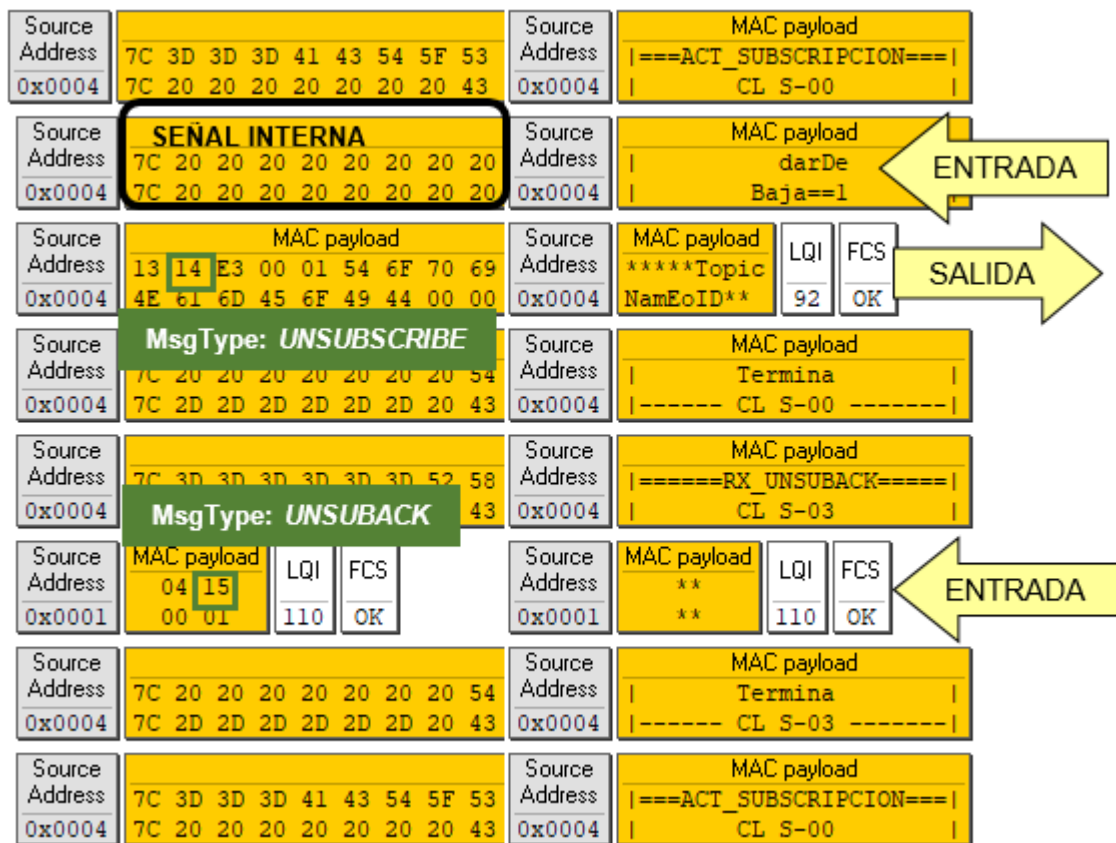 Source
Address
0x0004
7C 3D 3D 3D 41 43 54 5F 53
7C 20 20 20 20 20 20 20 43
Source
Address
0x0004
MAC payload
|===ACT_SUBSCRIPCION===|
| CL S-00 |
Source
Address
0x0004
SEÑAL INTERNA
7C 20 20 20 20 20 20 20 20
7C 20 20 20 20 20 20 20 20
Source
Address
0x0004
MAC payload
| darDe
| Baja==1 |
ENTRADA
Source
Address
0x0004
MAC payload
13 14 E3 00 01 54 6F 70 69
4E 61 6D 45 6F 49 44 00 00
Source
Address
0x0004
MAC payload
*****Topic
NamEoID**
LQI
92
FCS
OK
SALIDA
MsgType: UNSUBSCRIBE
Source
Address
0x0004
7C 20 20 20 20 20 20 20 54
7C 2D 2D 2D 2D 2D 2D 20 43
Source
Address
0x0004
MAC payload
| Termina |
|------ CL S-00 -------|
Source
Address
0x0004
7C 3D 3D 3D 3D 3D 3D 52 58
43
MsgType: UNSUBACK
Source
Address
0x0004
MAC payload
|======RX_UNSUBACK=====|
| CL S-03 |
Source
Address
0x0001
MAC payload
04 15
00 01
LQI
110
FCS
OK
Source
Address
0x0001
MAC payload
**
**
LQI
110
FCS
OK
ENTRADA
Source
Address
0x0004
7C 20 20 20 20 20 20 20 54
7C 2D 2D 2D 2D 2D 2D 20 43
Source
Address
0x0004
MAC payload
| Termina |
|------ CL S-03 -------|
Source
Address
0x0004
7C 3D 3D 3D 41 43 54 5F 53
7C 20 20 20 20 20 20 20 43
Source
Address
0x0004
MAC payload
|===ACT_SUBSCRIPCION===|
| CL S-00 |